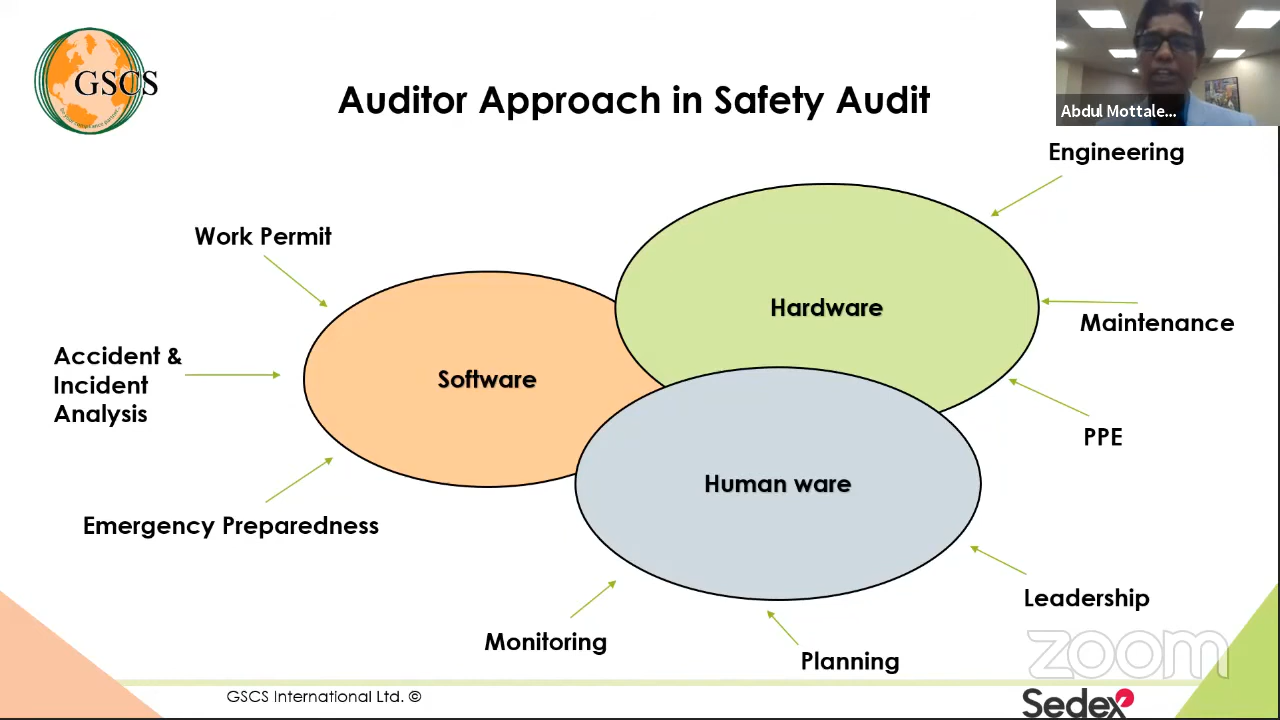 GSCS
Auditor Approach in Safety Audit
Abdul Mottale...
Engineering
Work Permit
Hardware
Maintenance
Accident &
Incident
Analysis
Software
PPE
Human ware
Emergency Preparedness
Leadership
Monitoring
Planning
zoom
GSCS International Ltd. ©
Sedex